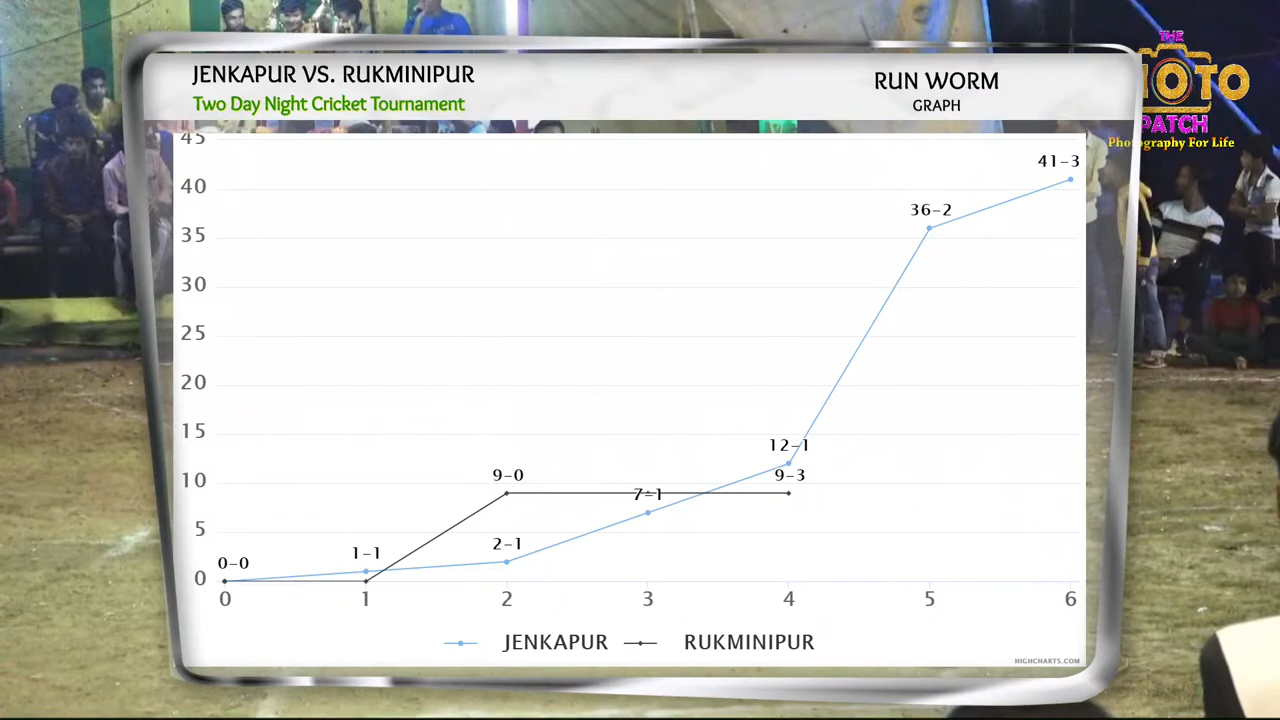 JENKAPUR VS. RUKMINIPUR
Two Day Night Cricket Tournament
RUN WORM
GRAPH
THE
PATCH
Photography For Life
45
40
35
30
25
20
15
10
5
0
41-3
36-2
12-1
9-0
9-3
7-1
2-1
1-1
0-0
0 1 2 3 4 5 6
JENKAPUR RUKMINIPUR
HIGHCHARTS.COM